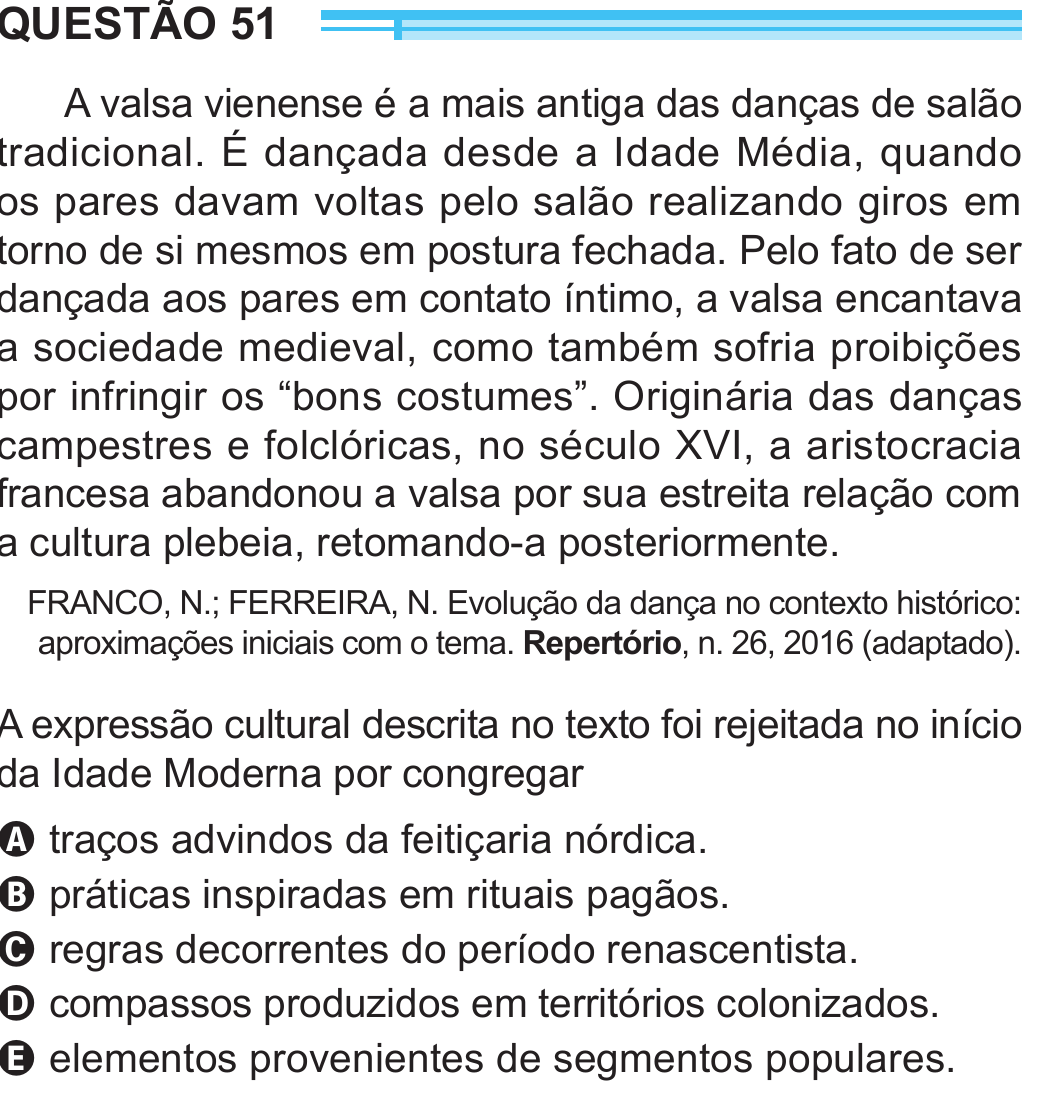 QUESTÃO 51
A valsa vienense é a mais antiga das danças de salão
tradicional. É dançada desde a Idade Média, quando
os pares davam voltas pelo salão realizando giros em
torno de si mesmos em postura fechada. Pelo fato de ser
dançada aos pares em contato íntimo, a valsa encantava
a sociedade medieval, como também sofria proibições
por infringir os “bons costumes”. Originária das danças
campestres e folclóricas, no século XVI, a aristocracia
francesa abandonou a valsa por sua estreita relação com
a cultura plebeia, retomando-a posteriormente.
FRANCO, N.; FERREIRA, N. Evolução da dança no contexto histórico:
aproximações iniciais com o tema. Repertório, n. 26, 2016 (adaptado).
A expressão cultural descrita no texto foi rejeitada no início
da Idade Moderna por congregar
A traços advindos da feitiçaria nórdica.
B práticas inspiradas em rituais pagãos.
C regras decorrentes do período renascentista.
D compassos produzidos em territórios colonizados.
E elementos provenientes de segmentos populares.